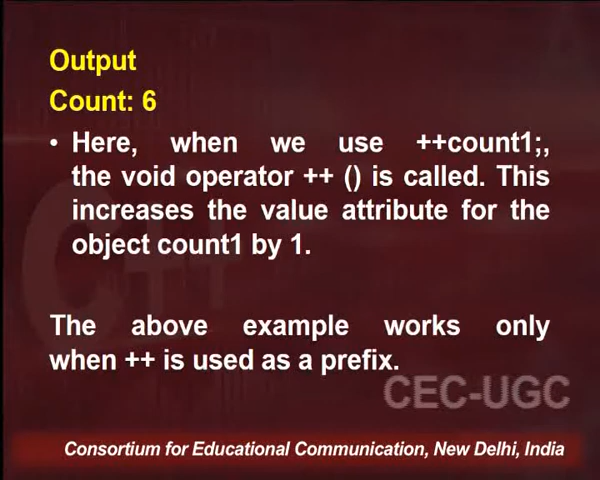 Output
Count: 6
• Here, when we use ++count1;,
the void operator ++ () is called. This
increases the value attribute for the
object count1 by 1.
The above example works only
when ++ is used as a prefix.
C++
CEC-UGC
Consortium for Educational Communication, New Delhi, India